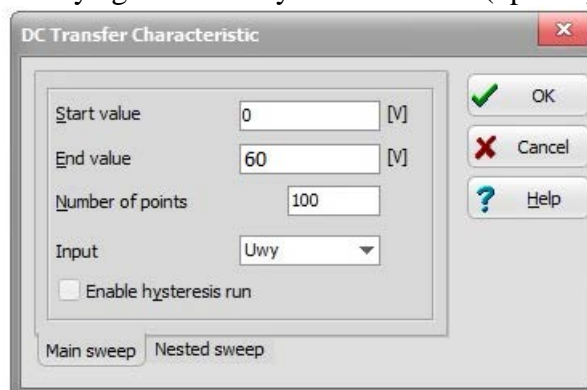 DC Transfer Characteristic
Start value 0 [V]
End value 60 [V]
Number of points 100
Input Uwy
Enable hysteresis run
Main sweep Nested sweep
OK
Cancel
? Help